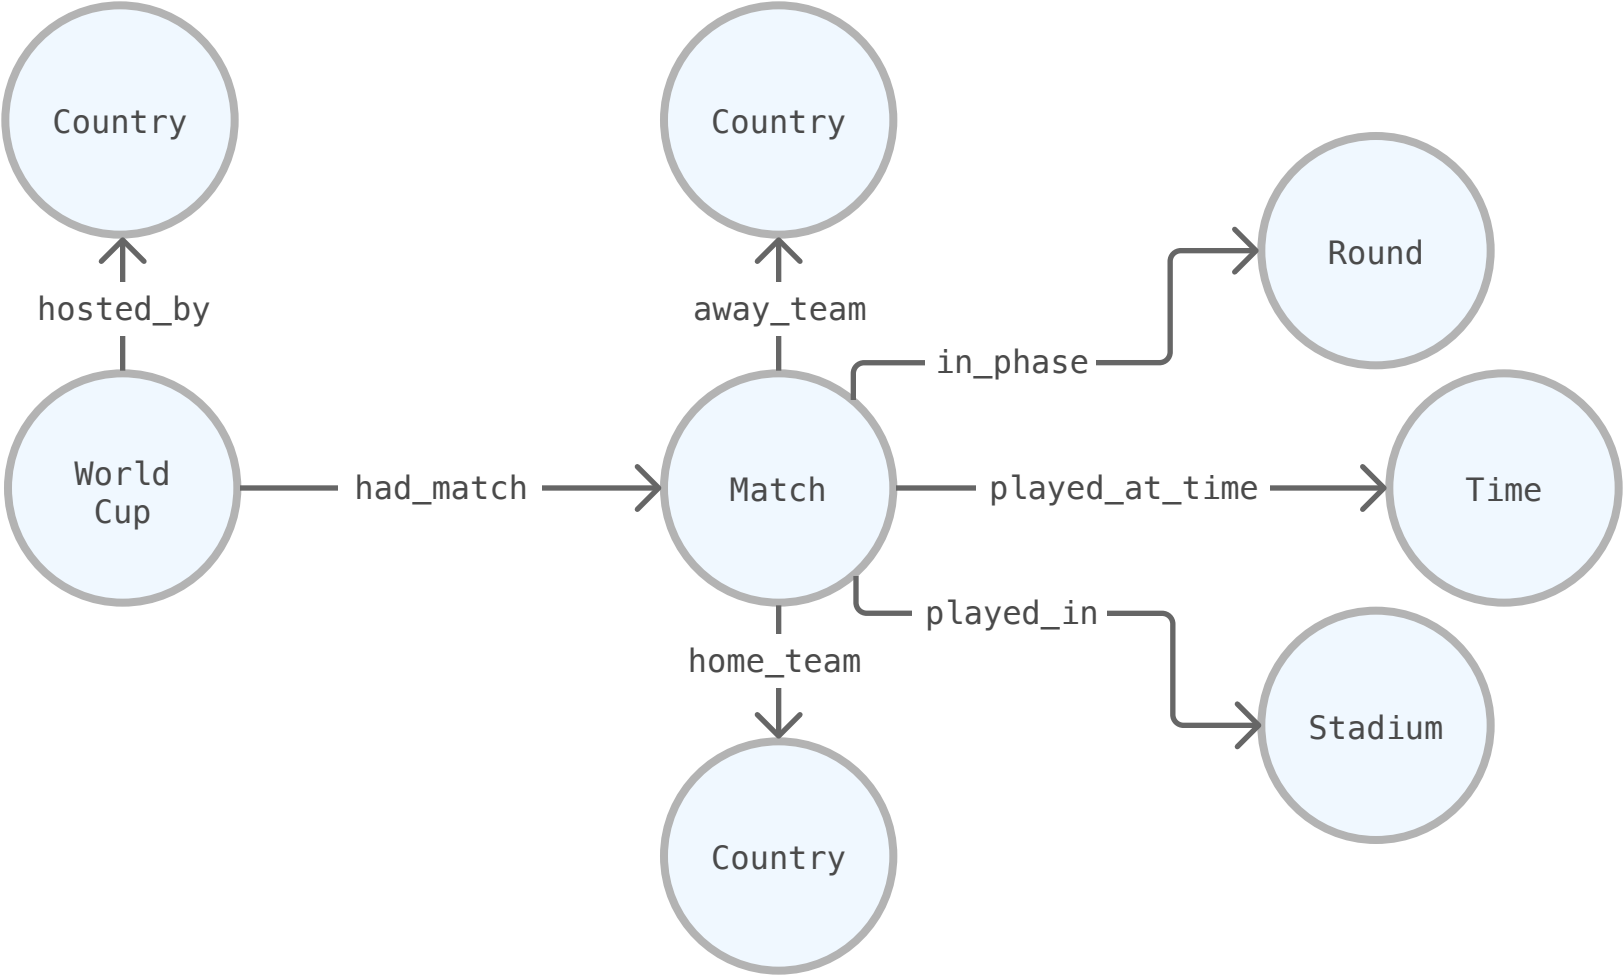 Country
Country
Round
hosted_by
away_team
in_phase
World
Cup
had_match
Match
played_at_time
Time
played_in
home_team
Stadium
Country